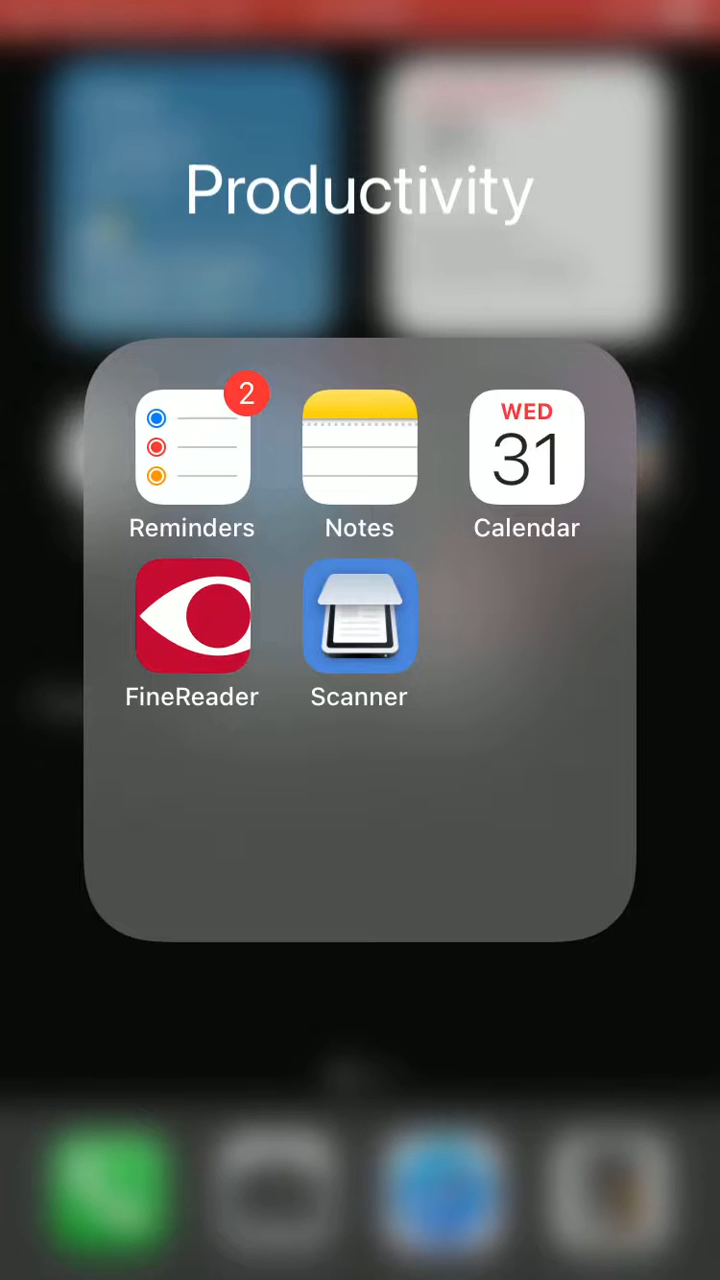 Productivity
2
WED
31
Reminders
Notes
Calendar
FineReader
Scanner